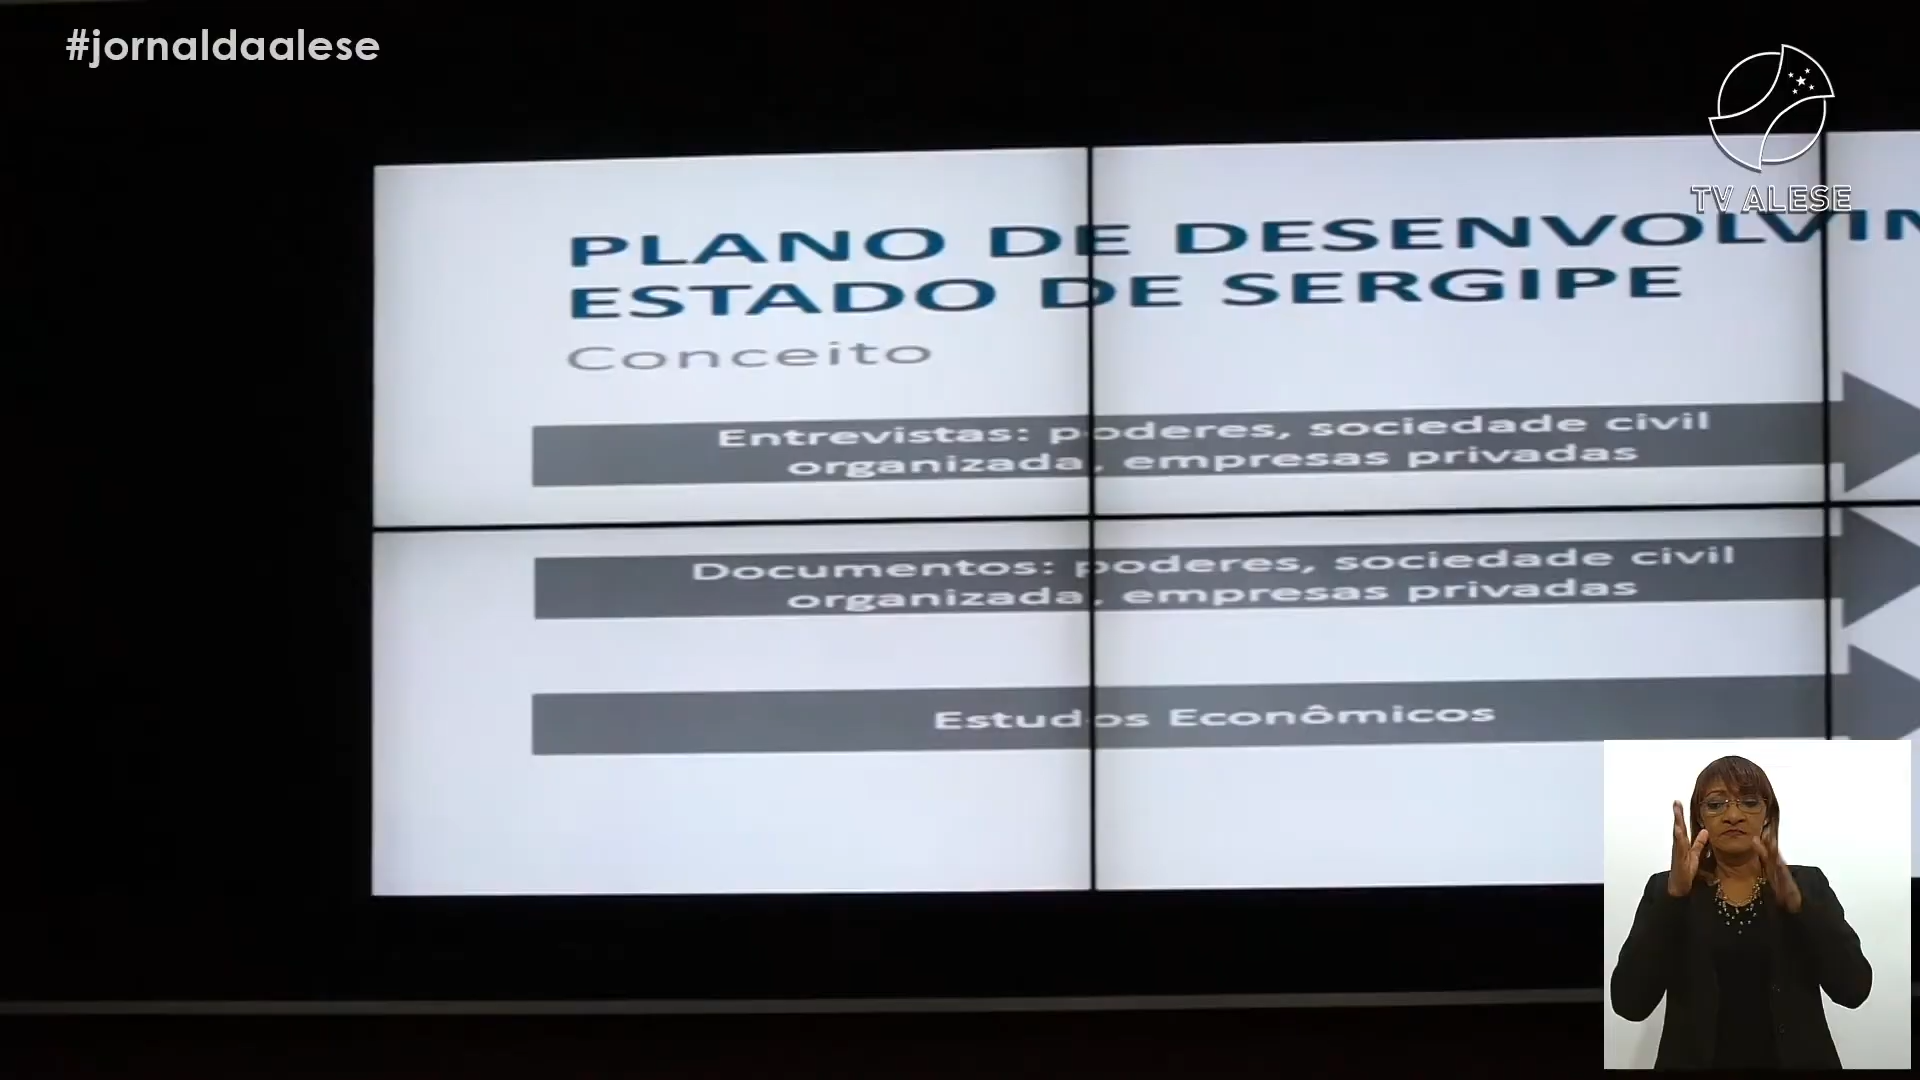 #jornaldaalese
TV ALESE
PLANO DE DESENVOLVIM
ESTADO DE SERGIPE
Conceito
Entrevistas: poderes, sociedade civil
organizada, empresas privadas
Documentos: poderes, sociedade civil
organizada, empresas privadas
Estudos Econômicos